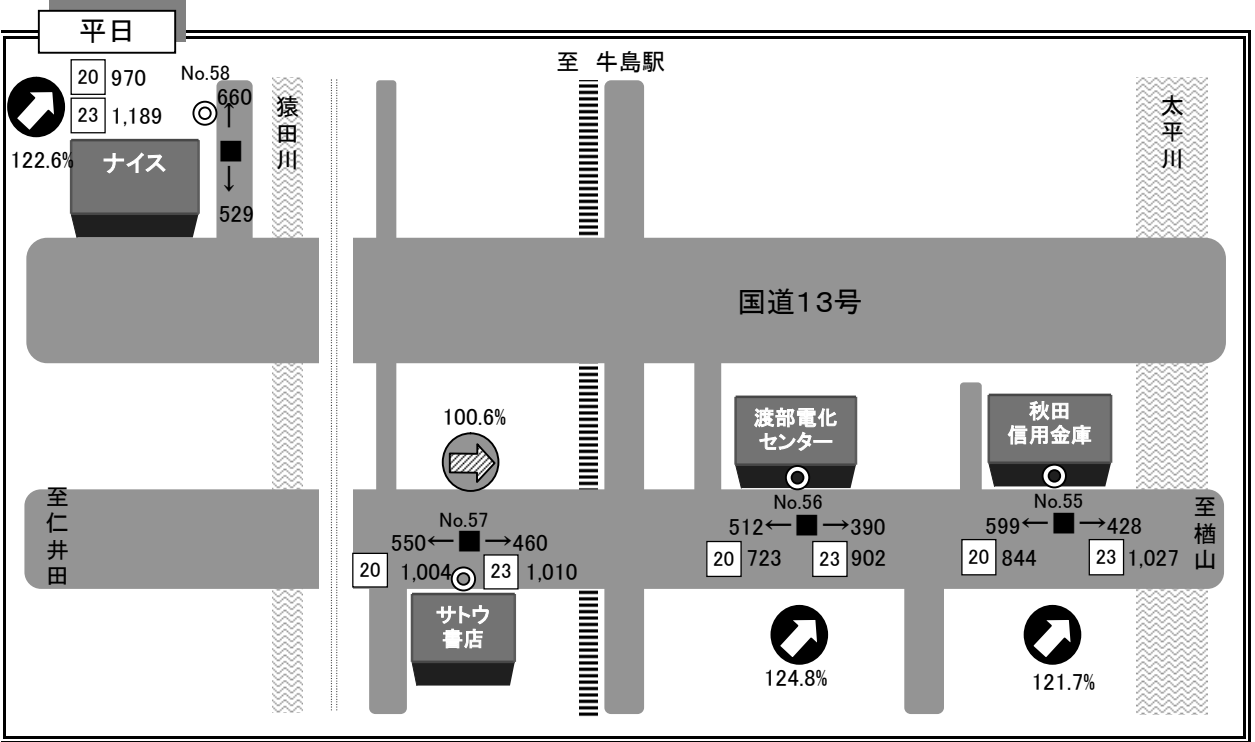 平日
至 牛島駅
20 970
No.58
660
23 1,189
122.6%
ナイス
529
猿田川
太平川
国道13号
100.6%
渡部電化
センター
秋田
信用金庫
至仁井田
No.57
550←■→460
20 1,004
23 1,010
サトウ
書店
No.56
512←■→390
20 723
23 902
124.8%
No.55
599←■→428
20 844
23 1,027
121.7%
至楢山